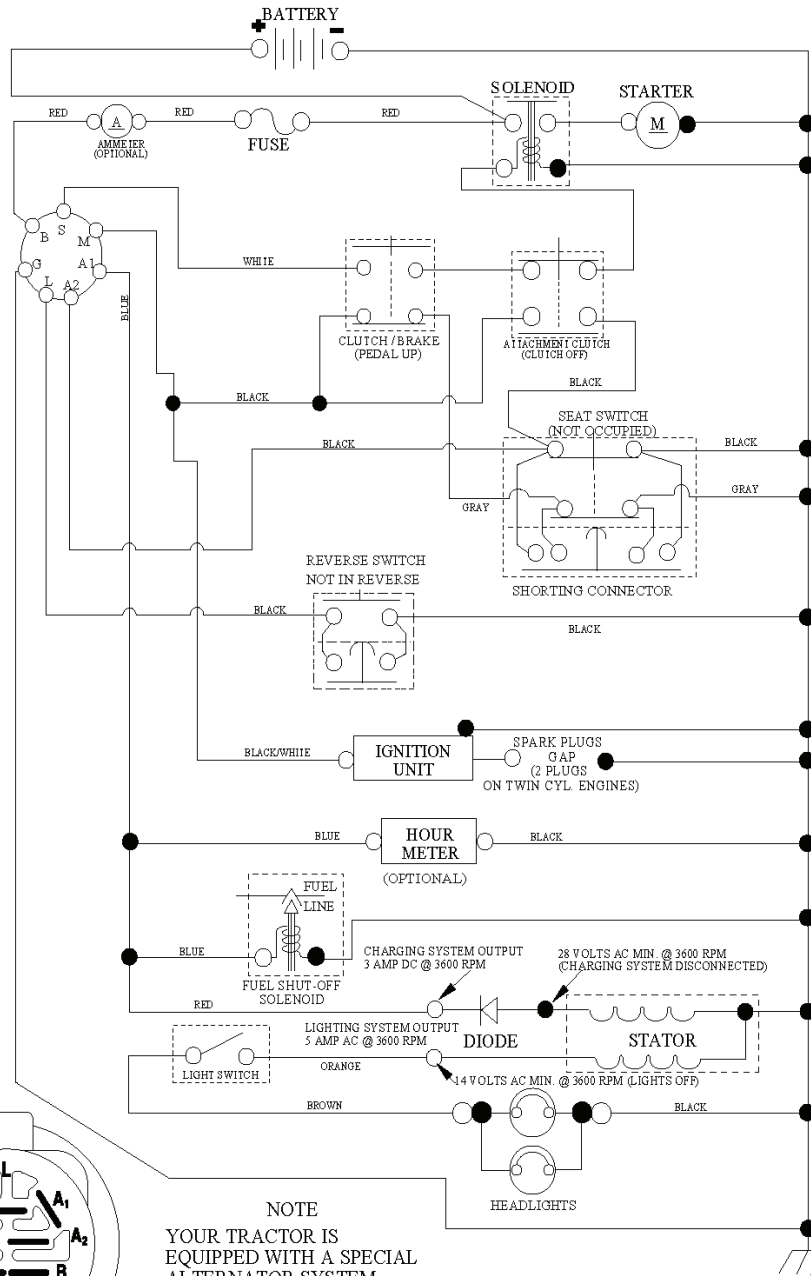 BATTERY
+
-
SOLENOID
STARTER
RED
RED
RED
A
M
AMMETER
(OPTIONAL)
FUSE
B
S
M
G
A1
L
A2
WHITE
BLUE
CLUTCH / BRAKE
(PEDAL UP)
ATTACHMENT CLUTCH
(CLUTCH OFF)
BLACK
BLACK
SEAT SWITCH
(NOT OCCUPIED)
BLACK
BLACK
GRAY
GRAY
REVERSE SWITCH
NOT IN REVERSE
SHORTING CONNECTOR
BLACK
BLACK
BLACK/WHITE
IGNITION
UNIT
SPARK PLUGS
GAP
(2 PLUGS
ON TWIN CYL. ENGINES)
BLUE
HOUR
METER
BLACK
(OPTIONAL)
FUEL
LINE
BLUE
FUEL SHUT-OFF
SOLENOID
CHARGING SYSTEM OUTPUT
3 AMP DC @ 3600 RPM
28 VOLTS AC MIN. @ 3600 RPM
(CHARGING SYSTEM DISCONNECTED)
RED
LIGHTING SYSTEM OUTPUT
5 AMP AC @ 3600 RPM
DIODE
STATOR
LIGHT SWITCH
ORANGE
14 VOLTS AC MIN. @ 3600 RPM (LIGHTS OFF)
BROWN
BLACK
HEADLIGHTS
L
A1
A2
B
NOTE
YOUR TRACTOR IS
EQUIPPED WITH A SPECIAL
ALTERNATOR SYSTEM